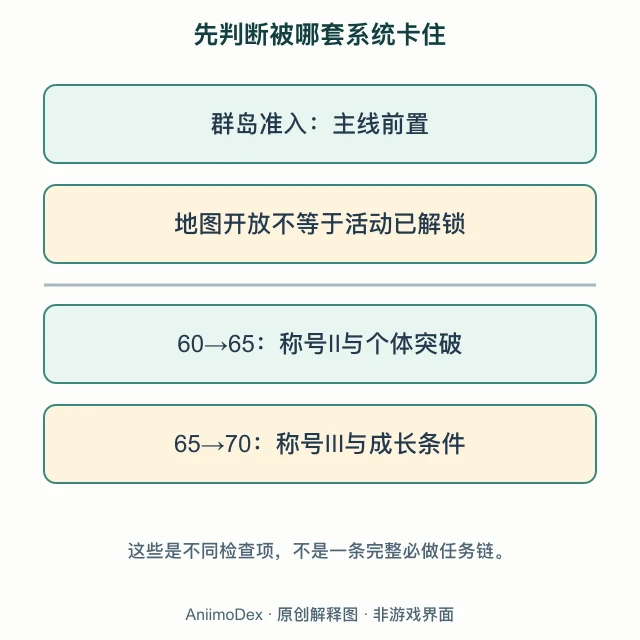 先判断被哪套系统卡住
群岛准入：主线前置
地图开放不等于活动已解锁
60→65：称号II与个体突破
65→70：称号III与成长条件
这些是不同检查项，不是一条完整必做任务链。
AniimoDex · 原创解释图 · 非游戏界面